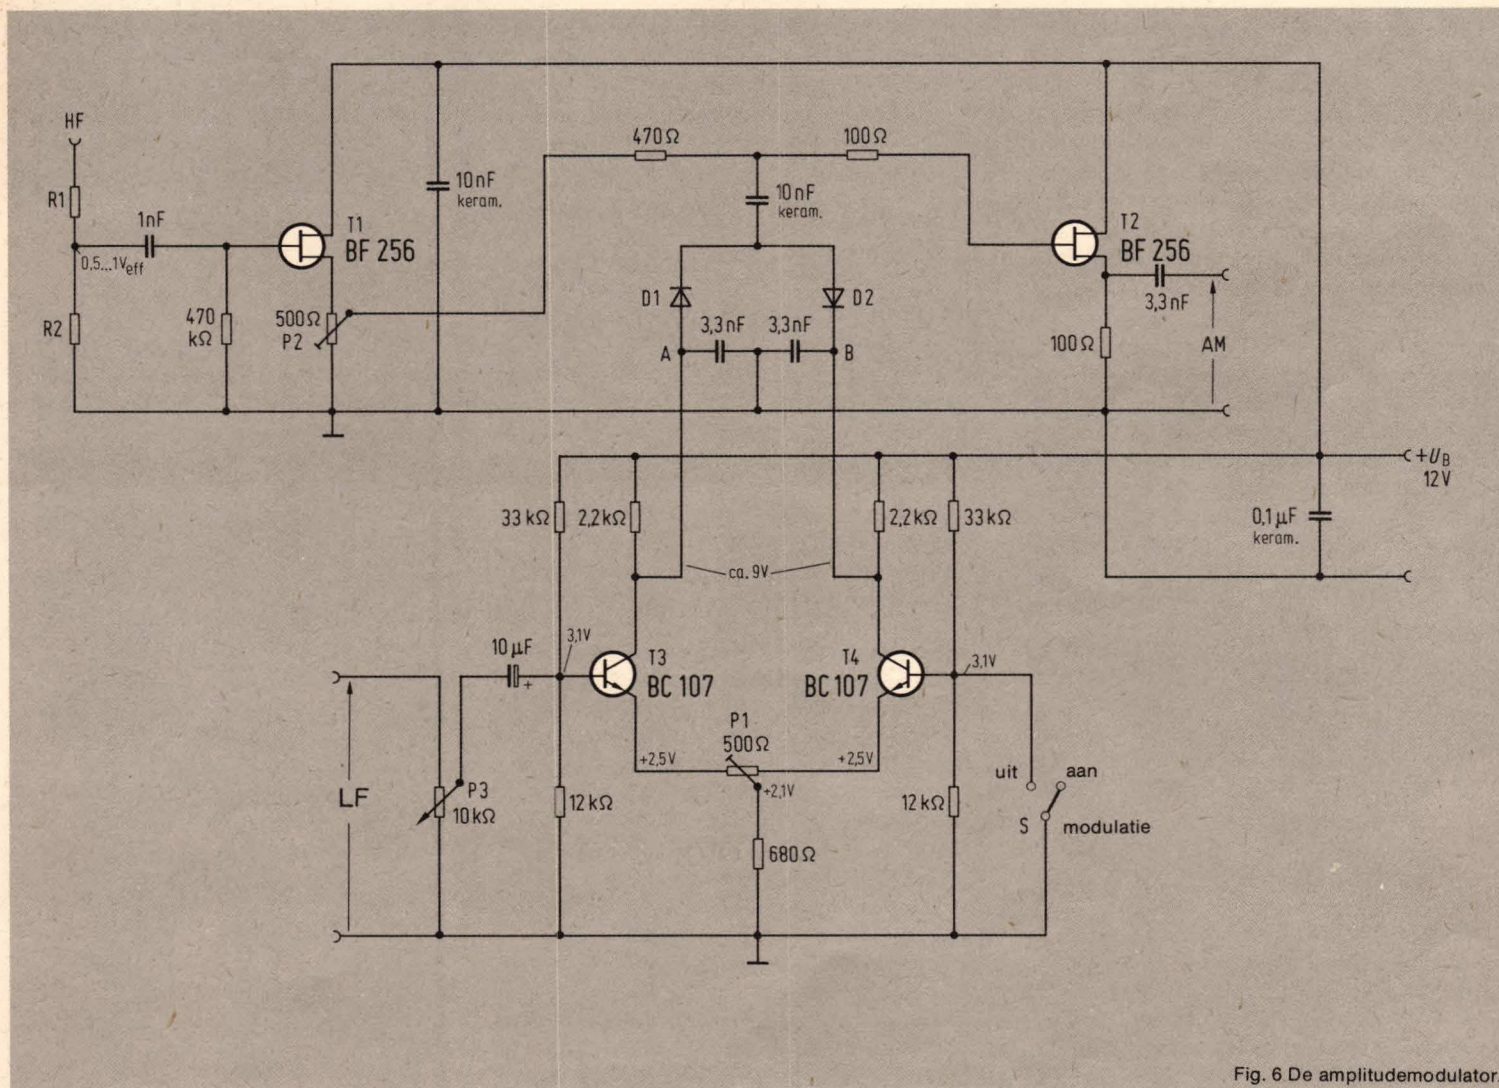 HF
R1
1nF
0,5...1Veff
R2
470
kΩ
T1
BF 256
500Ω
P2
10nF
keram.
470Ω
100Ω
10nF
keram.
D1
D2
3,3nF
3,3nF
A
B
T2
BF 256
3,3nF
100Ω
AM
+UB
12V
33kΩ
2,2kΩ
2,2kΩ
33kΩ
0,1µF
keram.
ca. 9V
10µF
+
3,1V
T3
BC 107
T4
BC 107
3,1V
P1
500Ω
+2,5V
+2,5V
+2,1V
uit
aan
LF
P3
10kΩ
12kΩ
12kΩ
S
modulatie
680Ω
Fig. 6 De amplitudemodulator